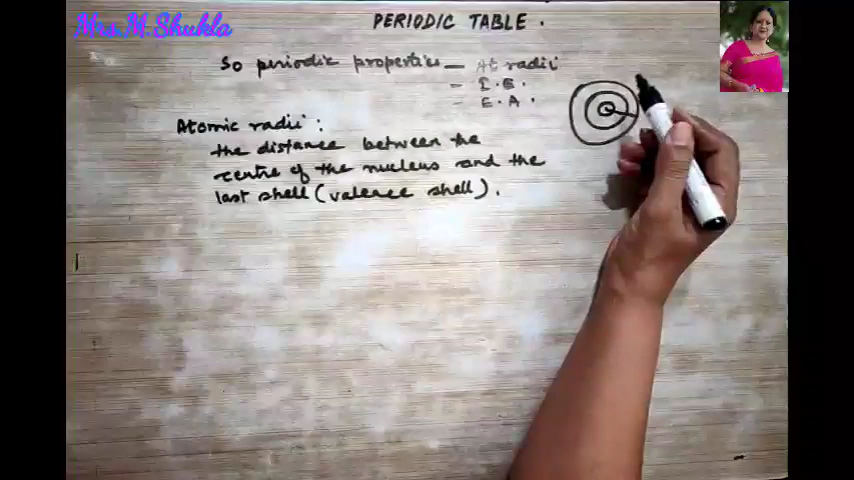 Mrs.M.Shukla
PERIODIC TABLE.
So periodic properties - At radii
- I.E.
- E.A.
Atomic radii:
the distance between the
centre of the nucleus and the
last shell (valence shell).